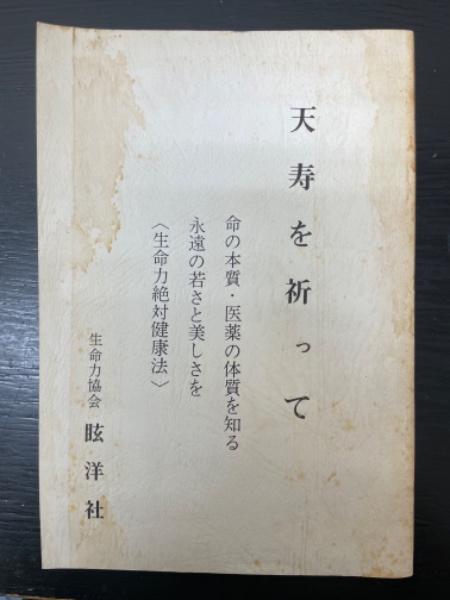 天寿を祈って
命の本質・医薬の体質を知る
永遠の若さと美しさを
〈生命力絶対健康法〉
生命力協会 眩洋社